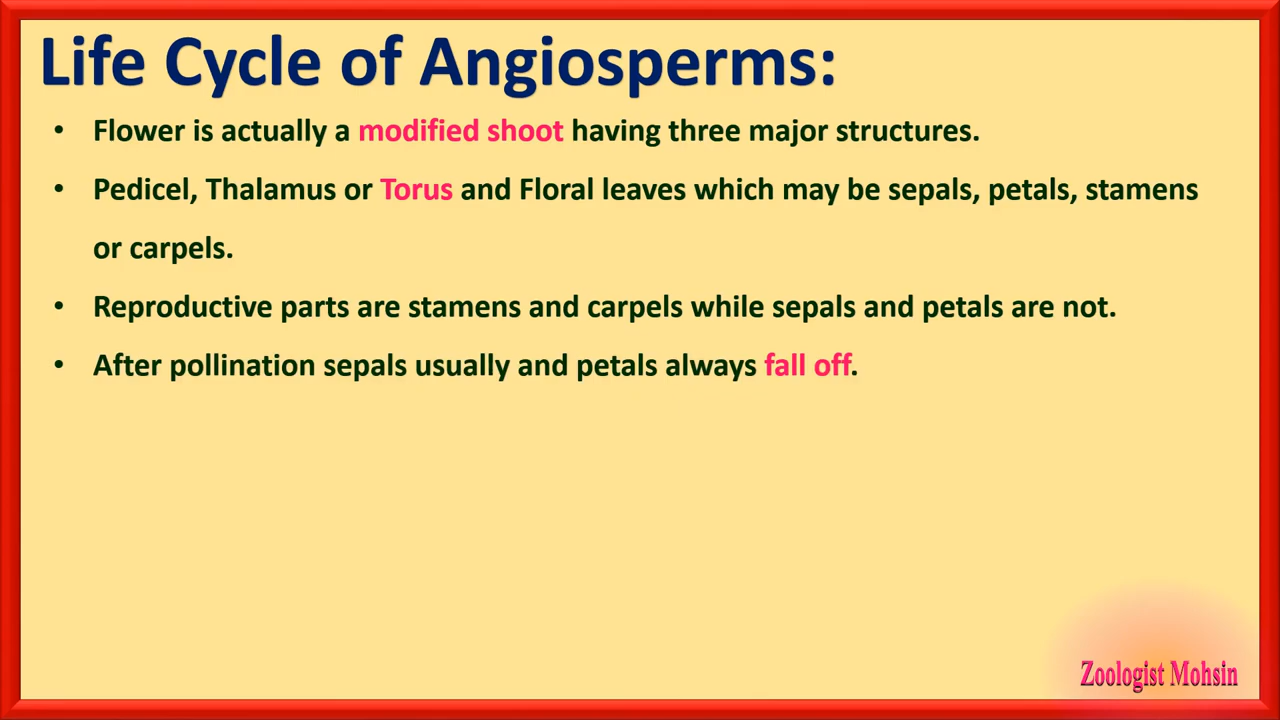 Life Cycle of Angiosperms:
• Flower is actually a modified shoot having three major structures.
• Pedicel, Thalamus or Torus and Floral leaves which may be sepals, petals, stamens
or carpels.
• Reproductive parts are stamens and carpels while sepals and petals are not.
• After pollination sepals usually and petals always fall off.
Zoologist Mohsin